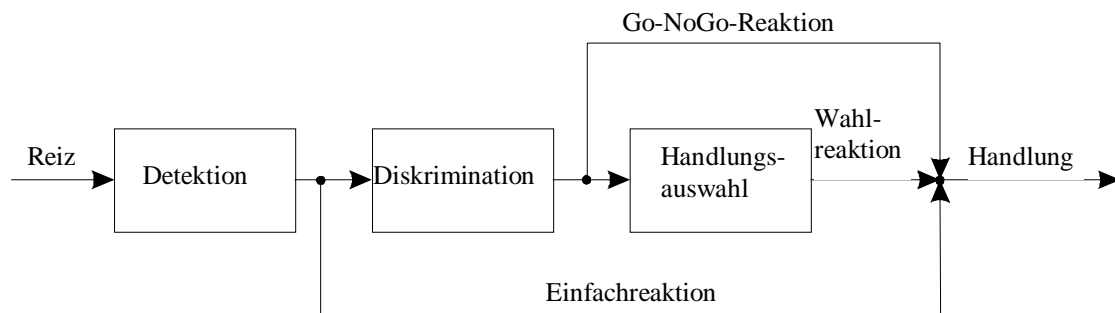 Go-NoGo-Reaktion
Reiz
Detektion
Diskrimination
Handlungs-
auswahl
Wahl-
reaktion
Handlung
Einfachreaktion